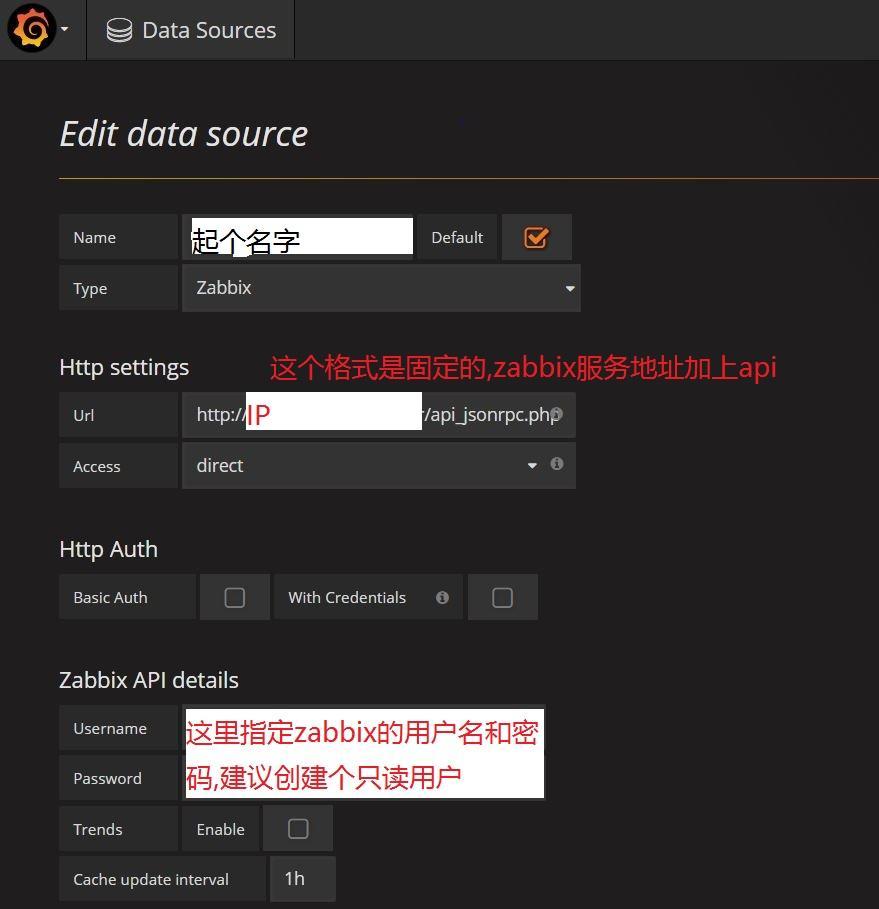 Data Sources
Edit data source
Name 起个名字 Default
Type Zabbix
Http settings 这个格式是固定的,zabbix服务地址加上api
Url http://IP r/api_jsonrpc.php
Access direct
Http Auth
Basic Auth With Credentials
Zabbix API details
Username 这里指定zabbix的用户名和密
Password 码,建议创建个只读用户
Trends Enable
Cache update interval 1h